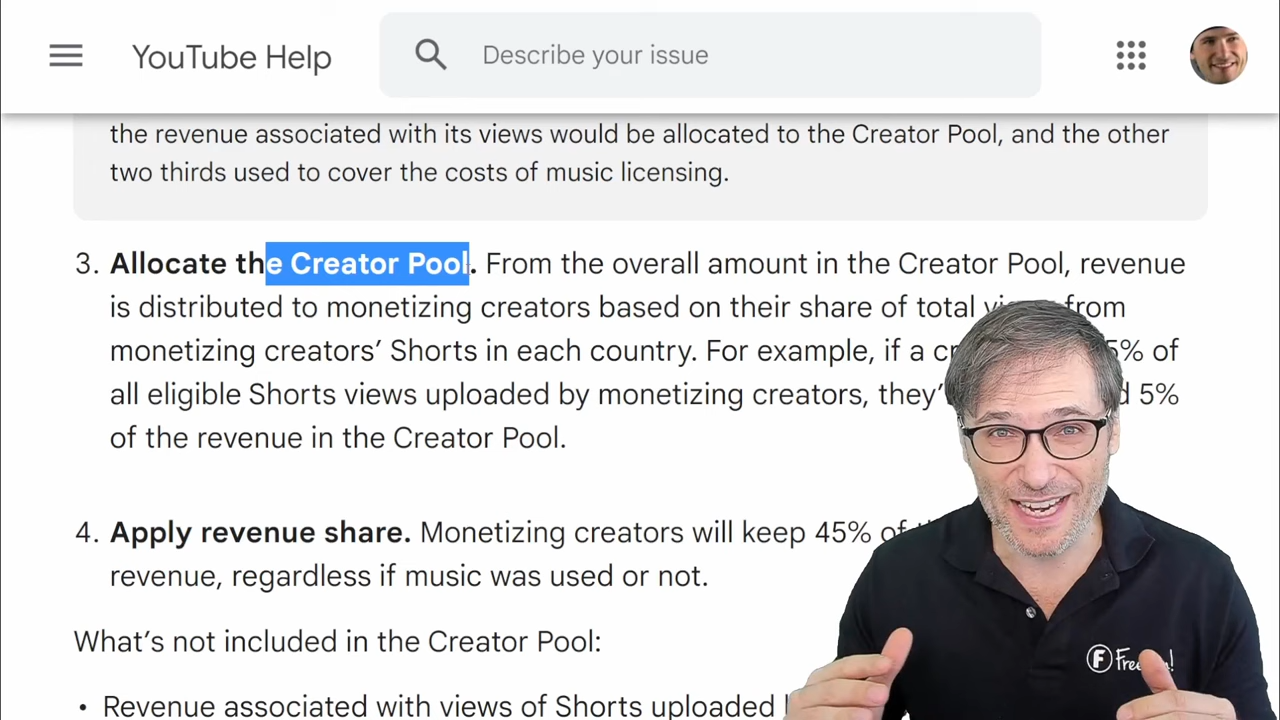 YouTube Help
Describe your issue
the revenue associated with its views would be allocated to the Creator Pool, and the other
two thirds used to cover the costs of music licensing.
3. Allocate the Creator Pool. From the overall amount in the Creator Pool, revenue
is distributed to monetizing creators based on their share of total from
monetizing creators’ Shorts in each country. For example, if a 5% of
all eligible Shorts views uploaded by monetizing creators, 5%
of the revenue in the Creator Pool.
4. Apply revenue share. Monetizing creators will keep 45% of
revenue, regardless if music was used or not.
What’s not included in the Creator Pool:
• Revenue associated with views of Shorts uploaded